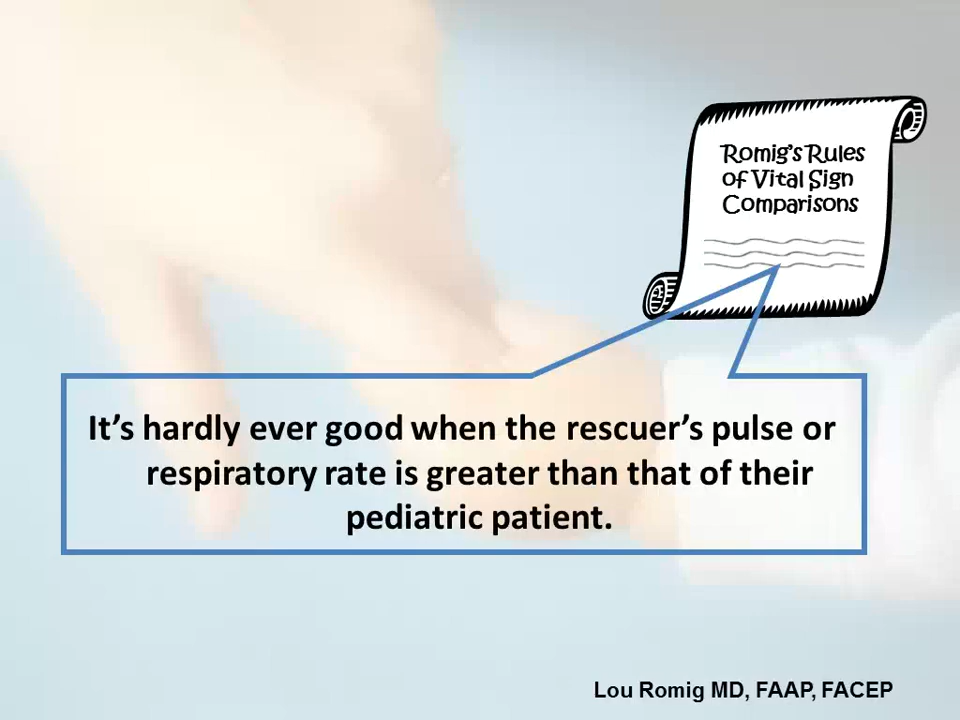 Romig's Rules
of Vital Sign
Comparisons
It's hardly ever good when the rescuer's pulse or
respiratory rate is greater than that of their
pediatric patient.
Lou Romig MD, FAAP, FACEP